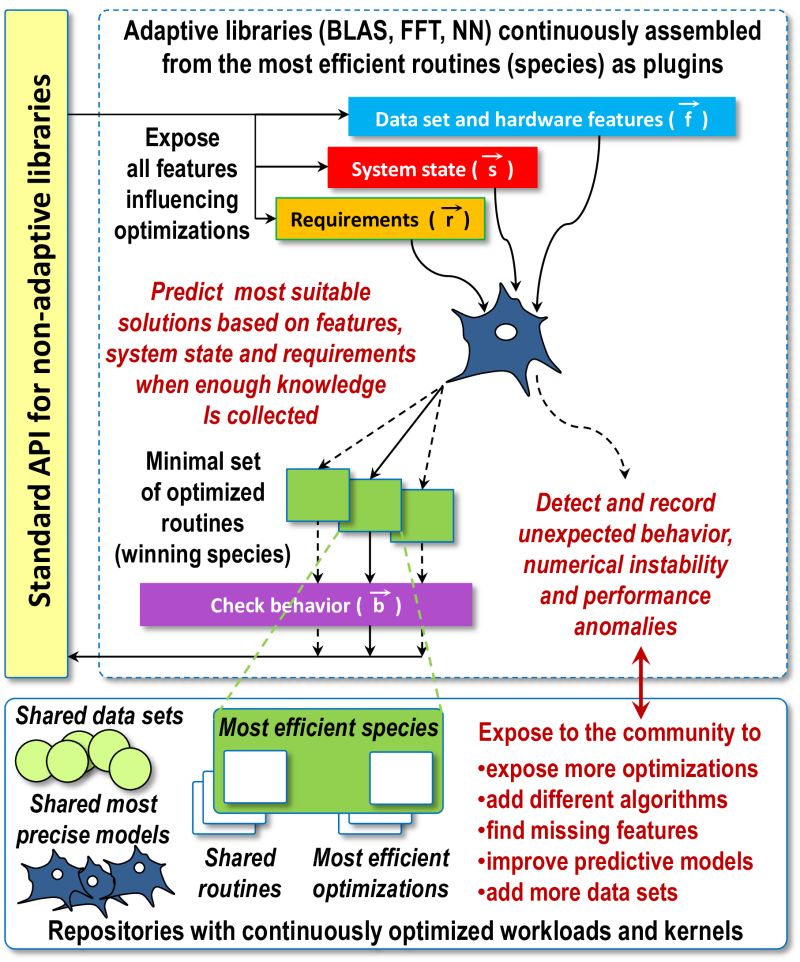 Standard API for non-adaptive libraries
Adaptive libraries (BLAS, FFT, NN) continuously assembled
from the most efficient routines (species) as plugins
Data set and hardware features ( f )
System state ( s )
Requirements ( r )
Expose
all features
influencing
optimizations
Predict most suitable
solutions based on features,
system state and requirements
when enough knowledge
Is collected
Minimal set
of optimized
routines
(winning species)
Detect and record
unexpected behavior,
numerical instability
and performance
anomalies
Check behavior ( b )
Shared data sets
Shared most
precise models
Most efficient species
Shared
routines
Most efficient
optimizations
Expose to the community to
•expose more optimizations
•add different algorithms
•find missing features
•improve predictive models
•add more data sets
Repositories with continuously optimized workloads and kernels